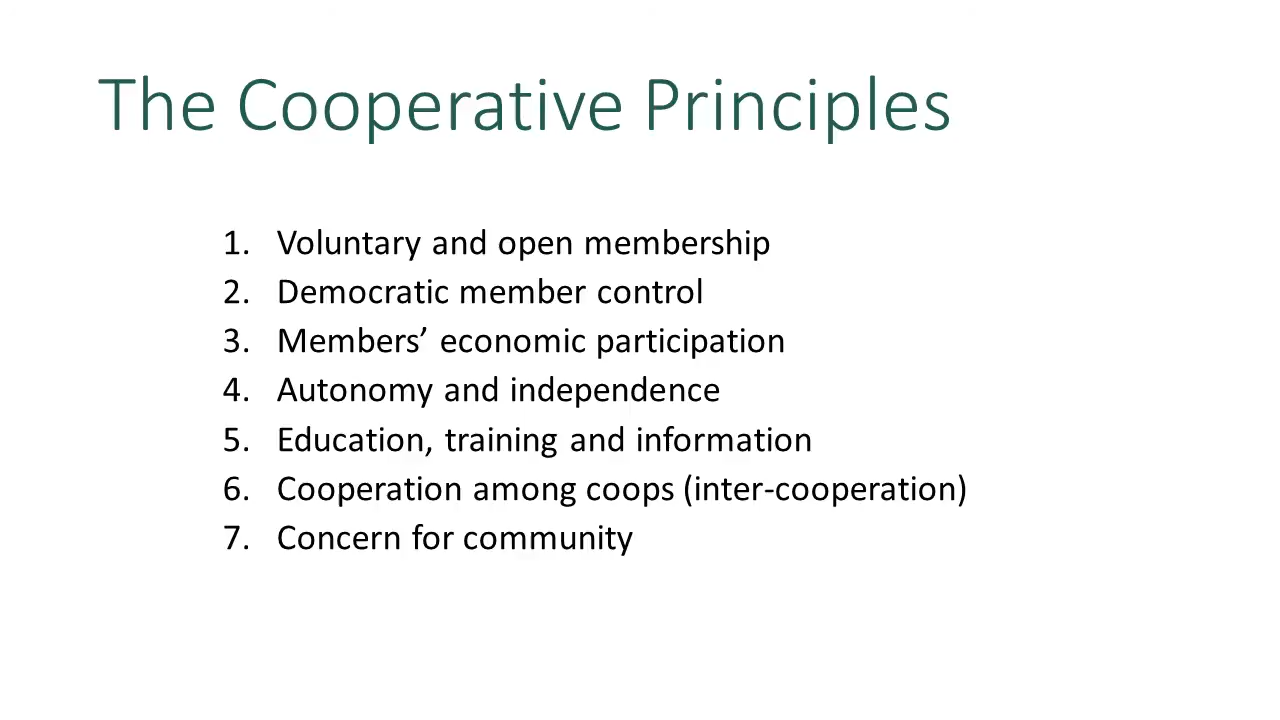 The Cooperative Principles
1. Voluntary and open membership
2. Democratic member control
3. Members’ economic participation
4. Autonomy and independence
5. Education, training and information
6. Cooperation among coops (inter-cooperation)
7. Concern for community